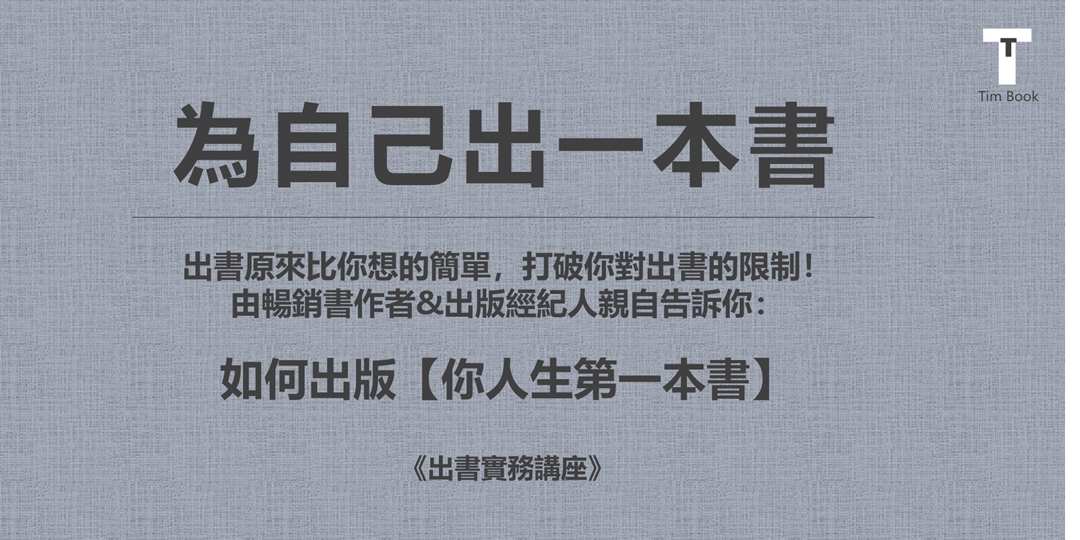 T
Tim Book
為自己出一本書
出書原來比你想的簡單，打破你對出書的限制！
由暢銷書作者&出版經紀人親自告訴你：
如何出版【你人生第一本書】
《出書實務講座》